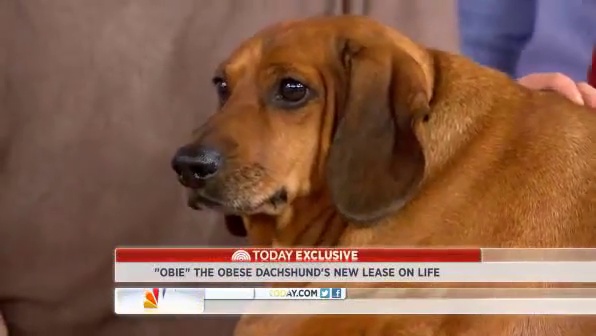 TODAY EXCLUSIVE
"OBIE" THE OBESE DACHSHUND'S NEW LEASE ON LIFE
TODAY.COM